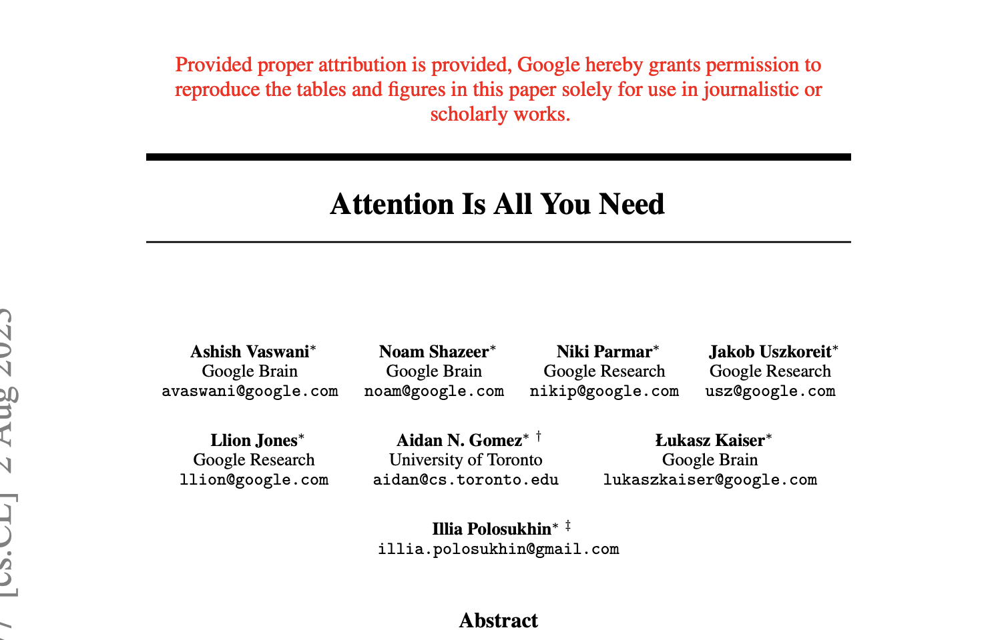 Provided proper attribution is provided, Google hereby grants permission to
reproduce the tables and figures in this paper solely for use in journalistic or
scholarly works.
Attention Is All You Need
Ashish Vaswani* Noam Shazeer* Niki Parmar* Jakob Uszkoreit*
Google Brain Google Brain Google Research Google Research
avaswani@google.com noam@google.com nikip@google.com usz@google.com
Llion Jones* Aidan N. Gomez* † Łukasz Kaiser*
Google Research University of Toronto Google Brain
llion@google.com aidan@cs.toronto.edu lukaszkaiser@google.com
Illia Polosukhin* ‡
illia.polosukhin@gmail.com
Abstract
[cs.CL] 2 Aug 2023